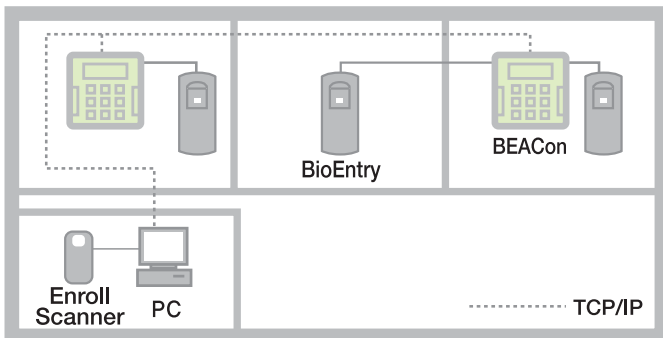 BEACon
BioEntry
Enroll
Scanner
PC
TCP/IP